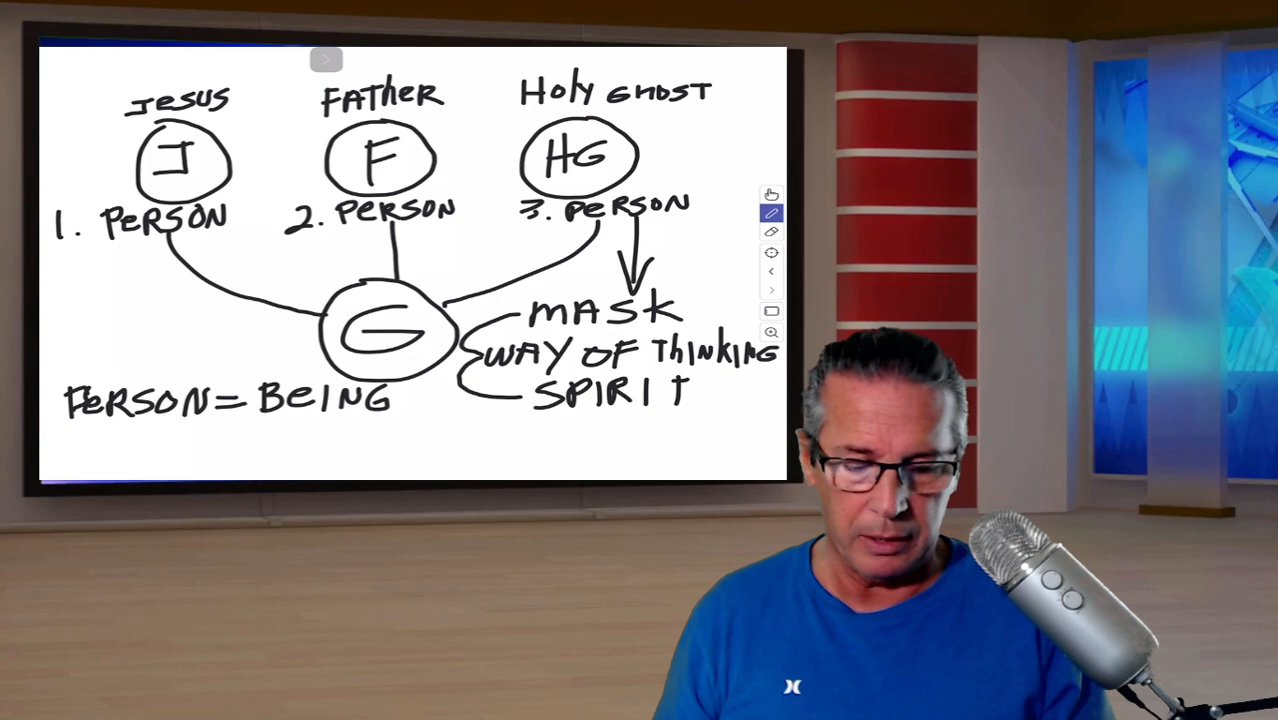 Jesus FATHER Holy GHOST
J F HG
1. PERSON 2. PERSON 3. PERSON
G
MASK
WAY OF THINKING
PERSON = BEING
SPIRIT